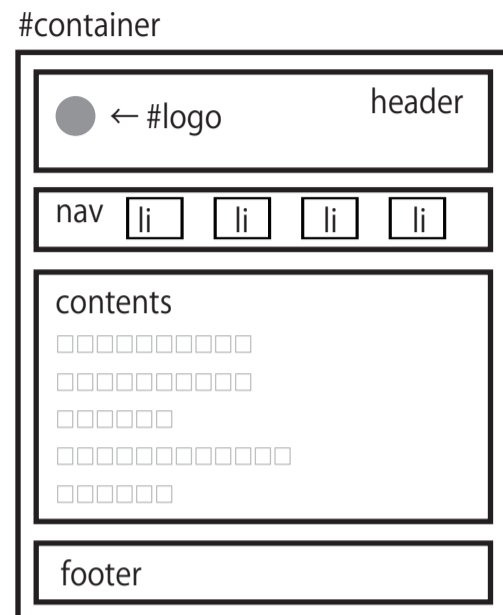 #container
header
← #logo
nav li li li li
contents
□□□□□□□□□□
□□□□□□□□□□
□□□□□□
□□□□□□□□□□□□
□□□□□□
footer